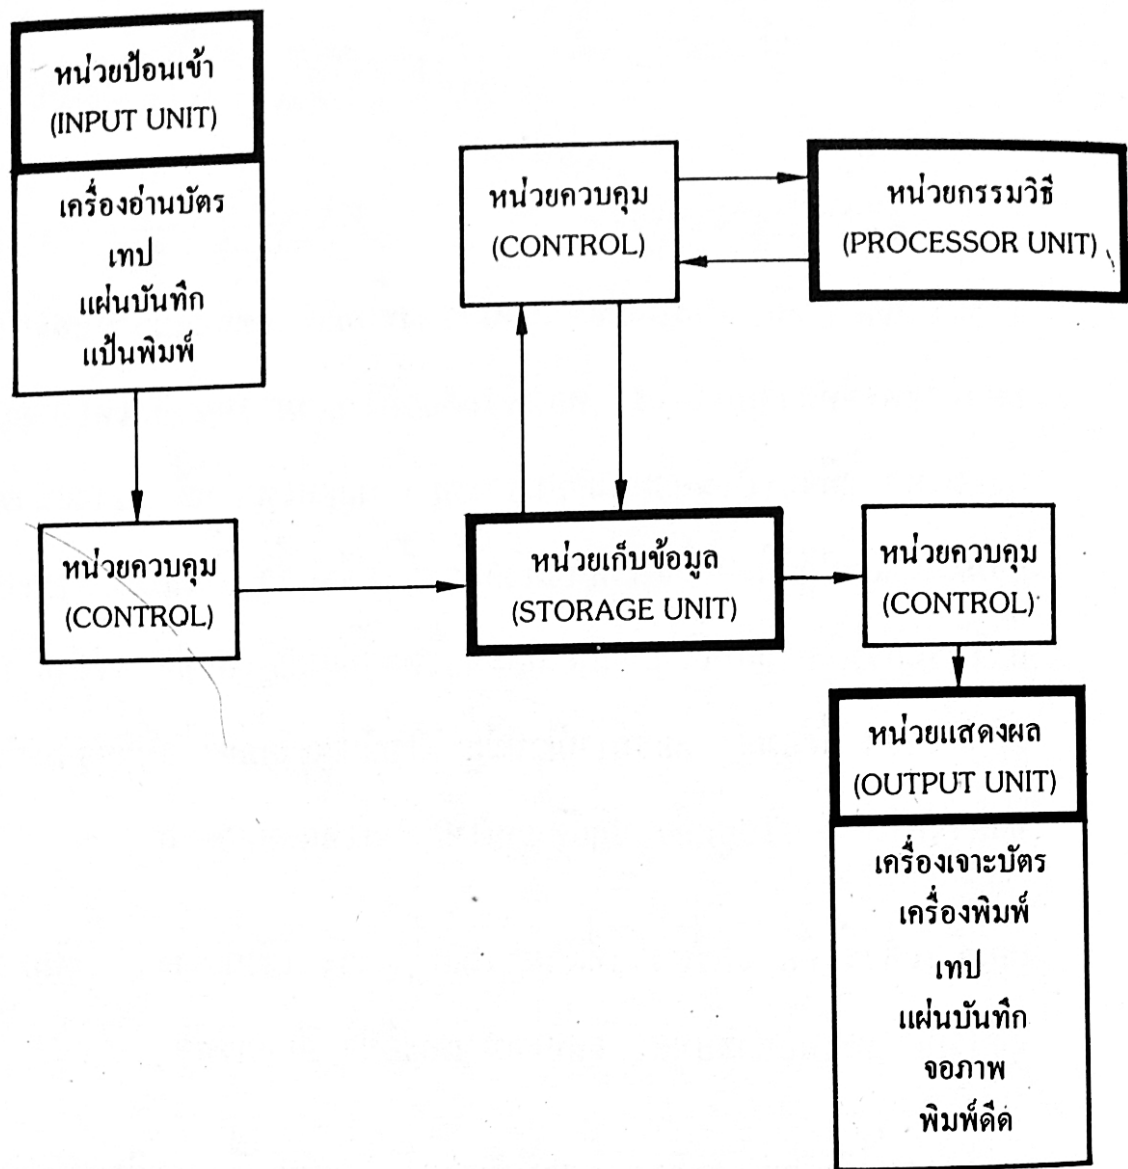 หน่วยป้อนเข้า
(INPUT UNIT)
เครื่องอ่านบัตร
เทป
แผ่นบันทึก
แป้นพิมพ์
หน่วยควบคุม
(CONTROL)
หน่วยกรรมวิธี
(PROCESSOR UNIT)
หน่วยควบคุม
(CONTROL)
หน่วยเก็บข้อมูล
(STORAGE UNIT)
หน่วยควบคุม
(CONTROL)
หน่วยแสดงผล
(OUTPUT UNIT)
เครื่องเจาะบัตร
เครื่องพิมพ์
เทป
แผ่นบันทึก
จอภาพ
พิมพ์ดีด